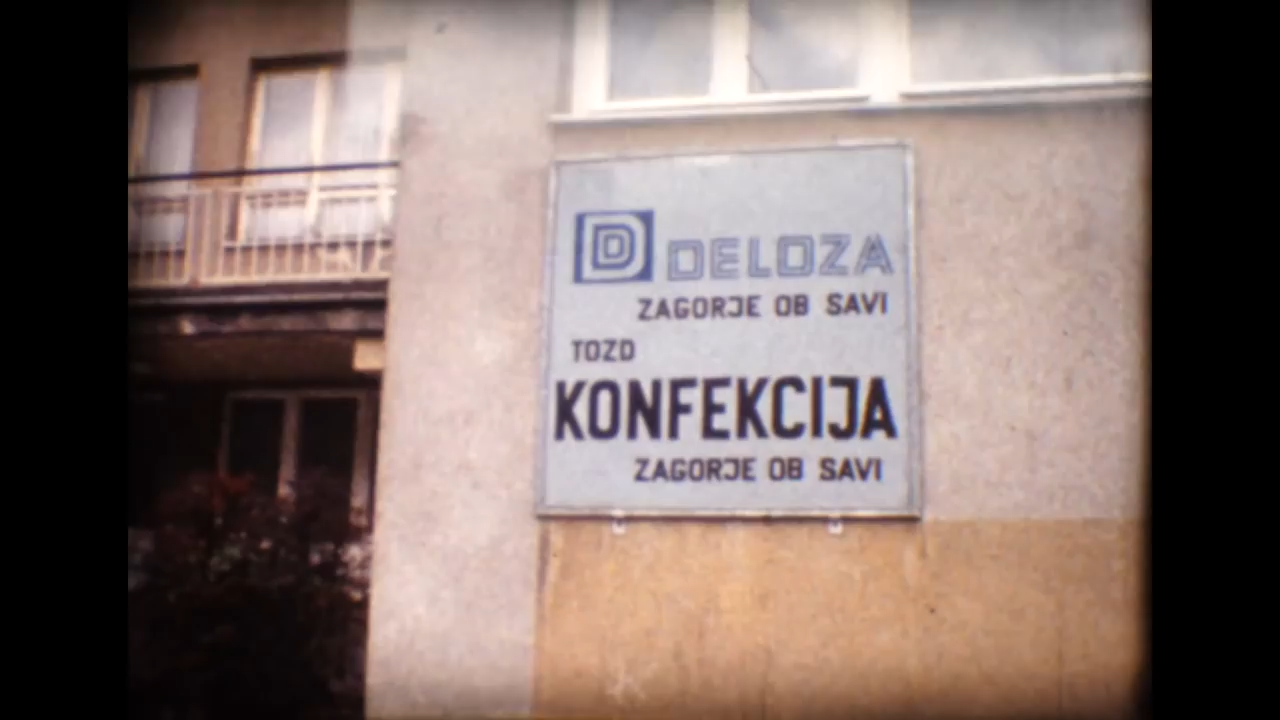 D DELOZA
ZAGORJE OB SAVI
TOZD
KONFEKCIJA
ZAGORJE OB SAVI